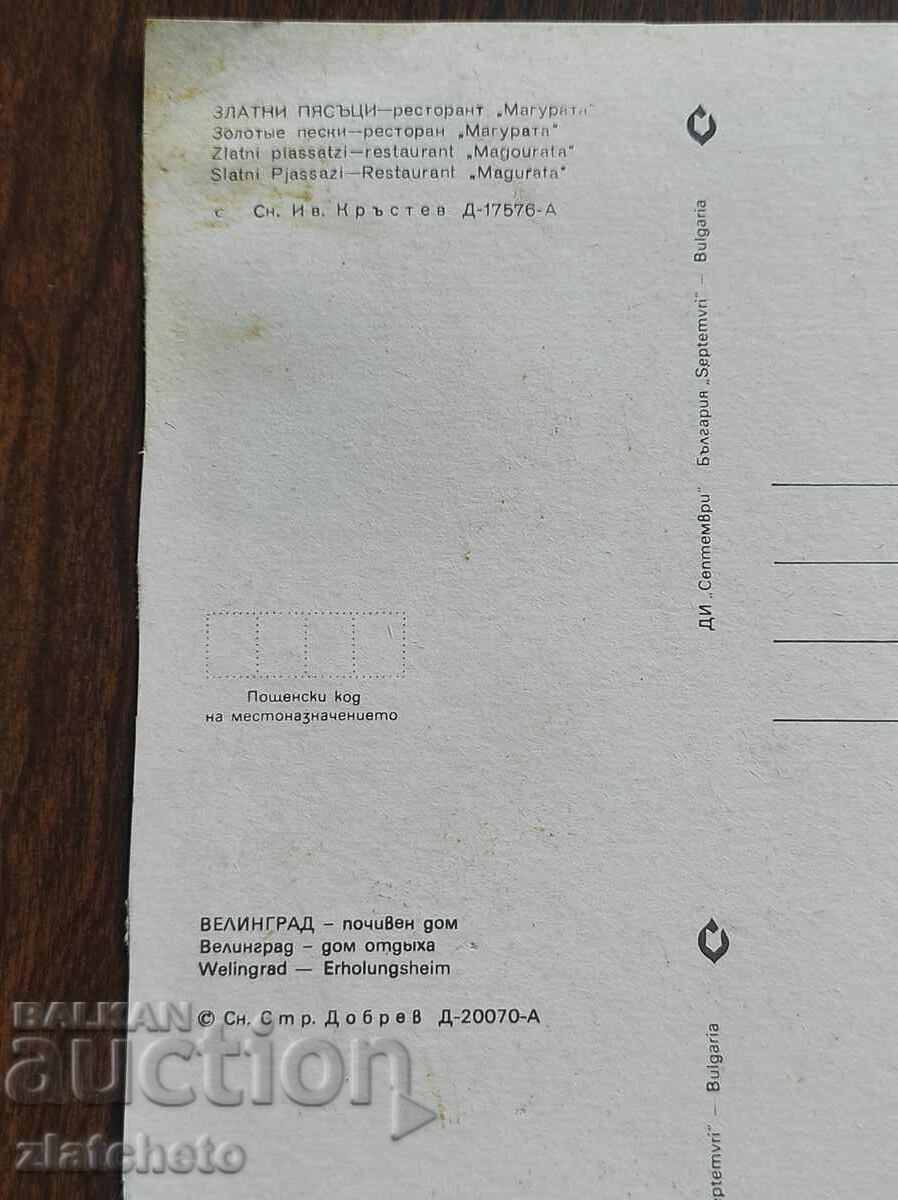 ЗЛАТНИ ПЯСЪЦИ—ресторант „Магурата“
Золотые пески—ресторан „Магурата“
Zlatni piassatzi—restaurant „Magourata“
Slatni Pjassazi—Restaurant „Magurata“
с Сн. Ив. Кръстев Д-17576-А
ДИ „Септември“ България „Septemvri“ — Bulgaria
Пощенски код
на местоназначението
ВЕЛИНГРАД – почивен дом
Велинград – дом отдыха
Welingrad — Erholungsheim
© Сн. Стр. Добрев Д-20070-А
ptemvri“ — Bulgaria
BALKAN
auction
zlatcheto